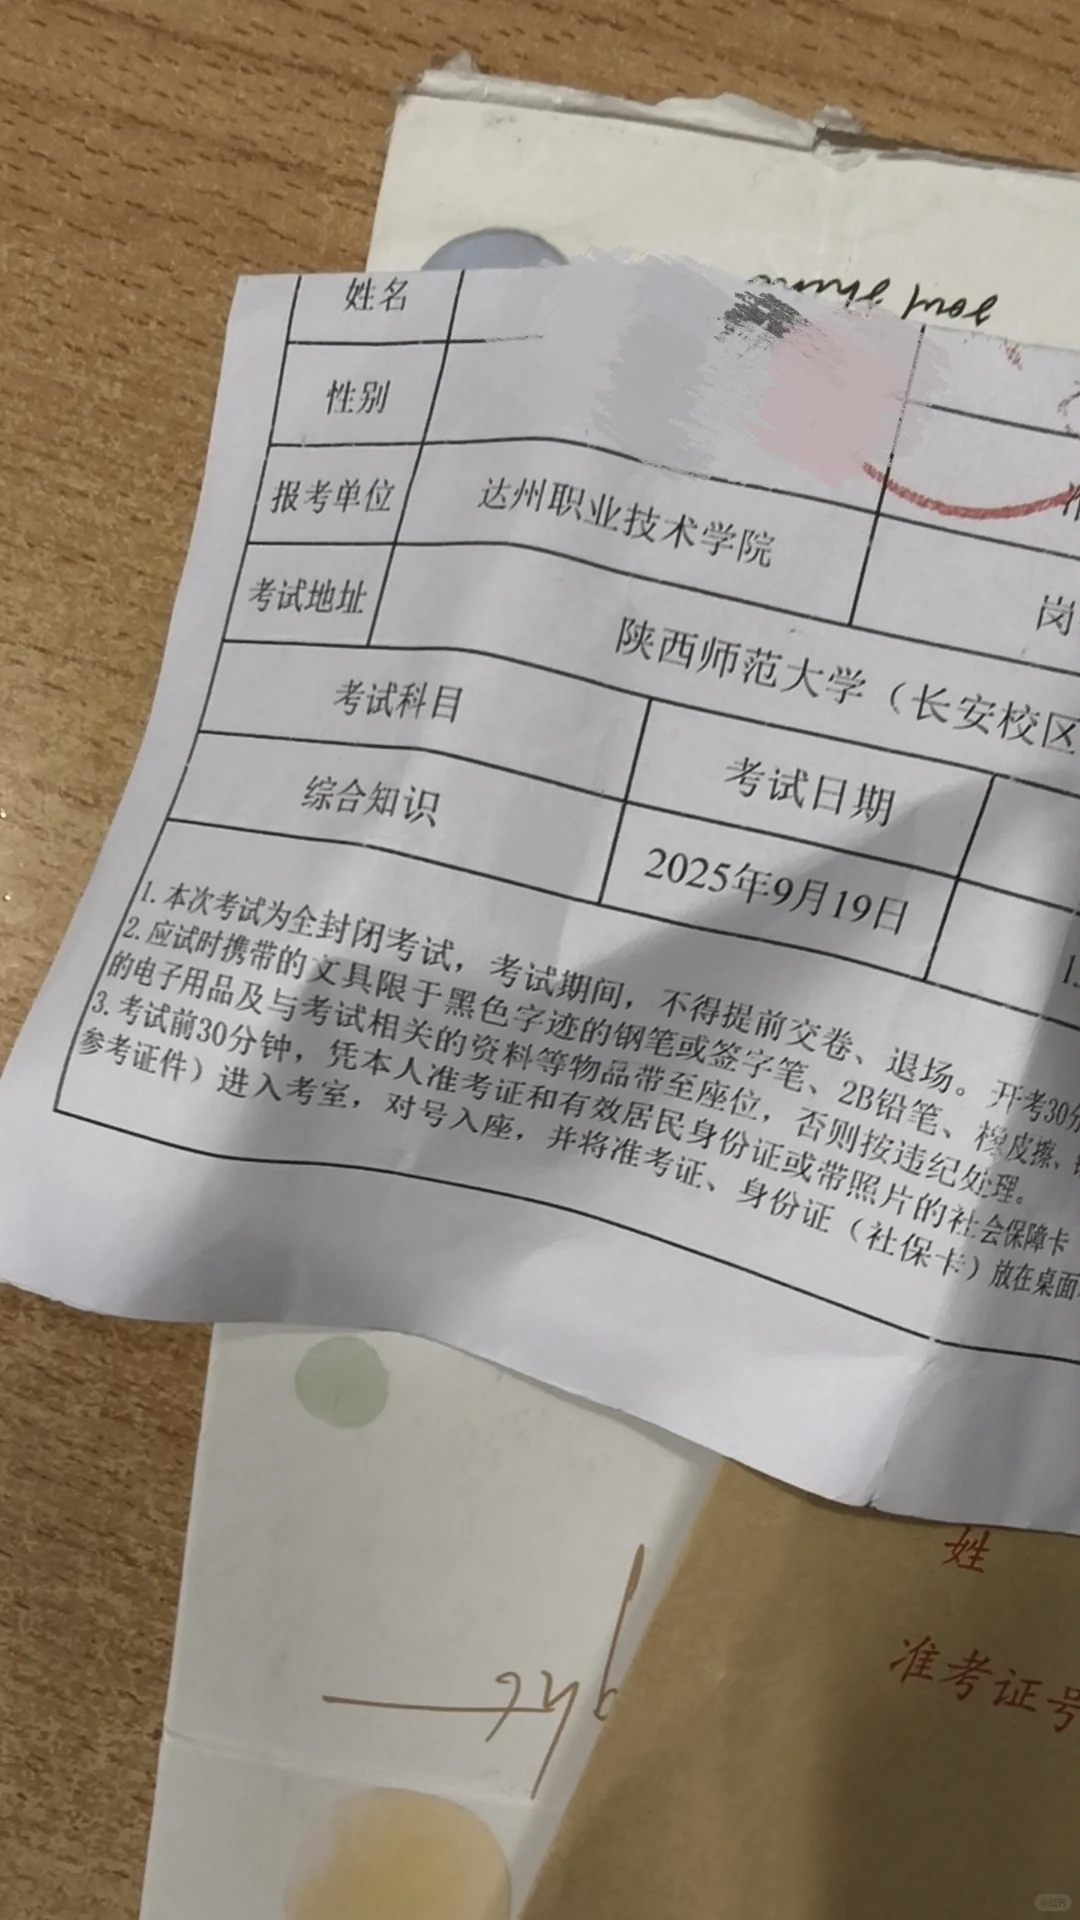 姓名
性别
报考单位 达州职业技术学院
岗
考试地址 陕西师范大学（长安校区
考试科目 考试日期
综合知识 2025年9月19日
1. 本次考试为全封闭考试，考试期间，不得提前交卷、退场。开考30分
2. 应试时携带的文具限于黑色字迹的钢笔或签字笔、2B铅笔、橡皮擦、
的电子用品及与考试相关的资料等物品带至座位，否则按违纪处理。
3. 考试前30分钟，凭本人准考证和有效居民身份证或带照片的社会保障卡
参考证件）进入考室，对号入座，并将准考证、身份证（社保卡）放在桌面
姓
准考证号
小红书